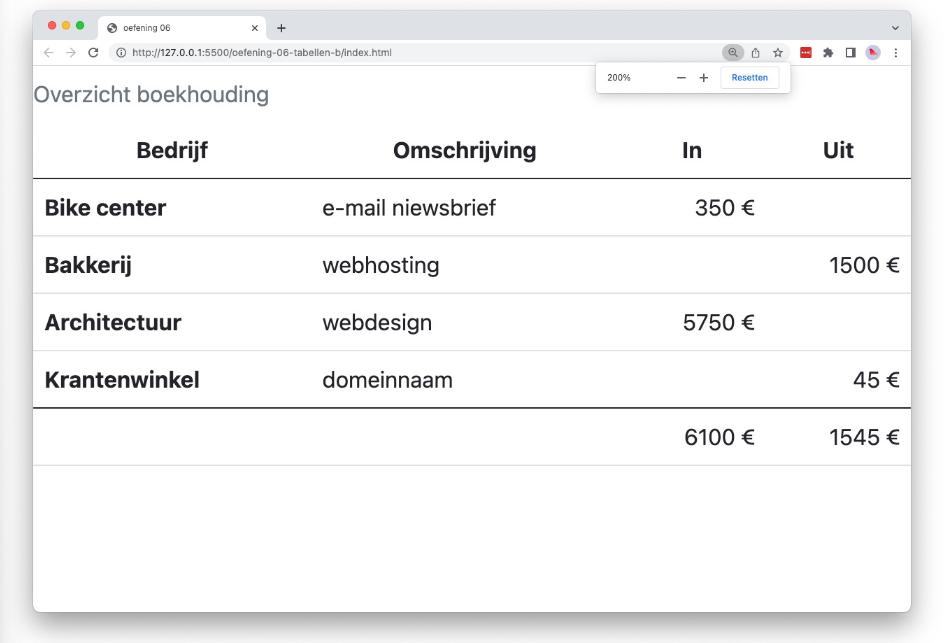 oefening 06
http://127.0.0.1:5500/oefening-06-tabellen-b/index.html
200% Resetten
Overzicht boekhouding
Bedrijf Omschrijving In Uit
Bike center e-mail niewsbrief 350 €
Bakkerij webhosting 1500 €
Architectuur webdesign 5750 €
Krantenwinkel domeinnaam 45 €
6100 € 1545 €